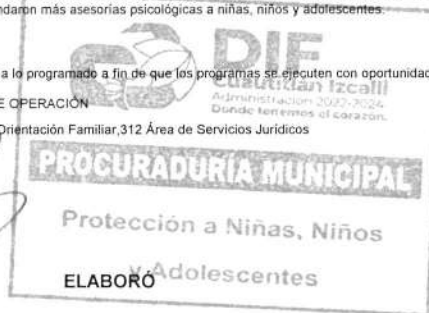 ndaron más asesorías psicológicas a niñas, niños y adolescentes.
DIF
Cuautitlán Izcalli
Administración 2022-2024
Donde tenemos el corazón.
a lo programado a fin de que los programas se ejecuten con oportunidad
E OPERACIÓN
Orientación Familiar,312 Área de Servicios Jurídicos
PROCURADURÍA MUNICIPAL
Protección a Niñas, Niños
y Adolescentes
ELABORÓ